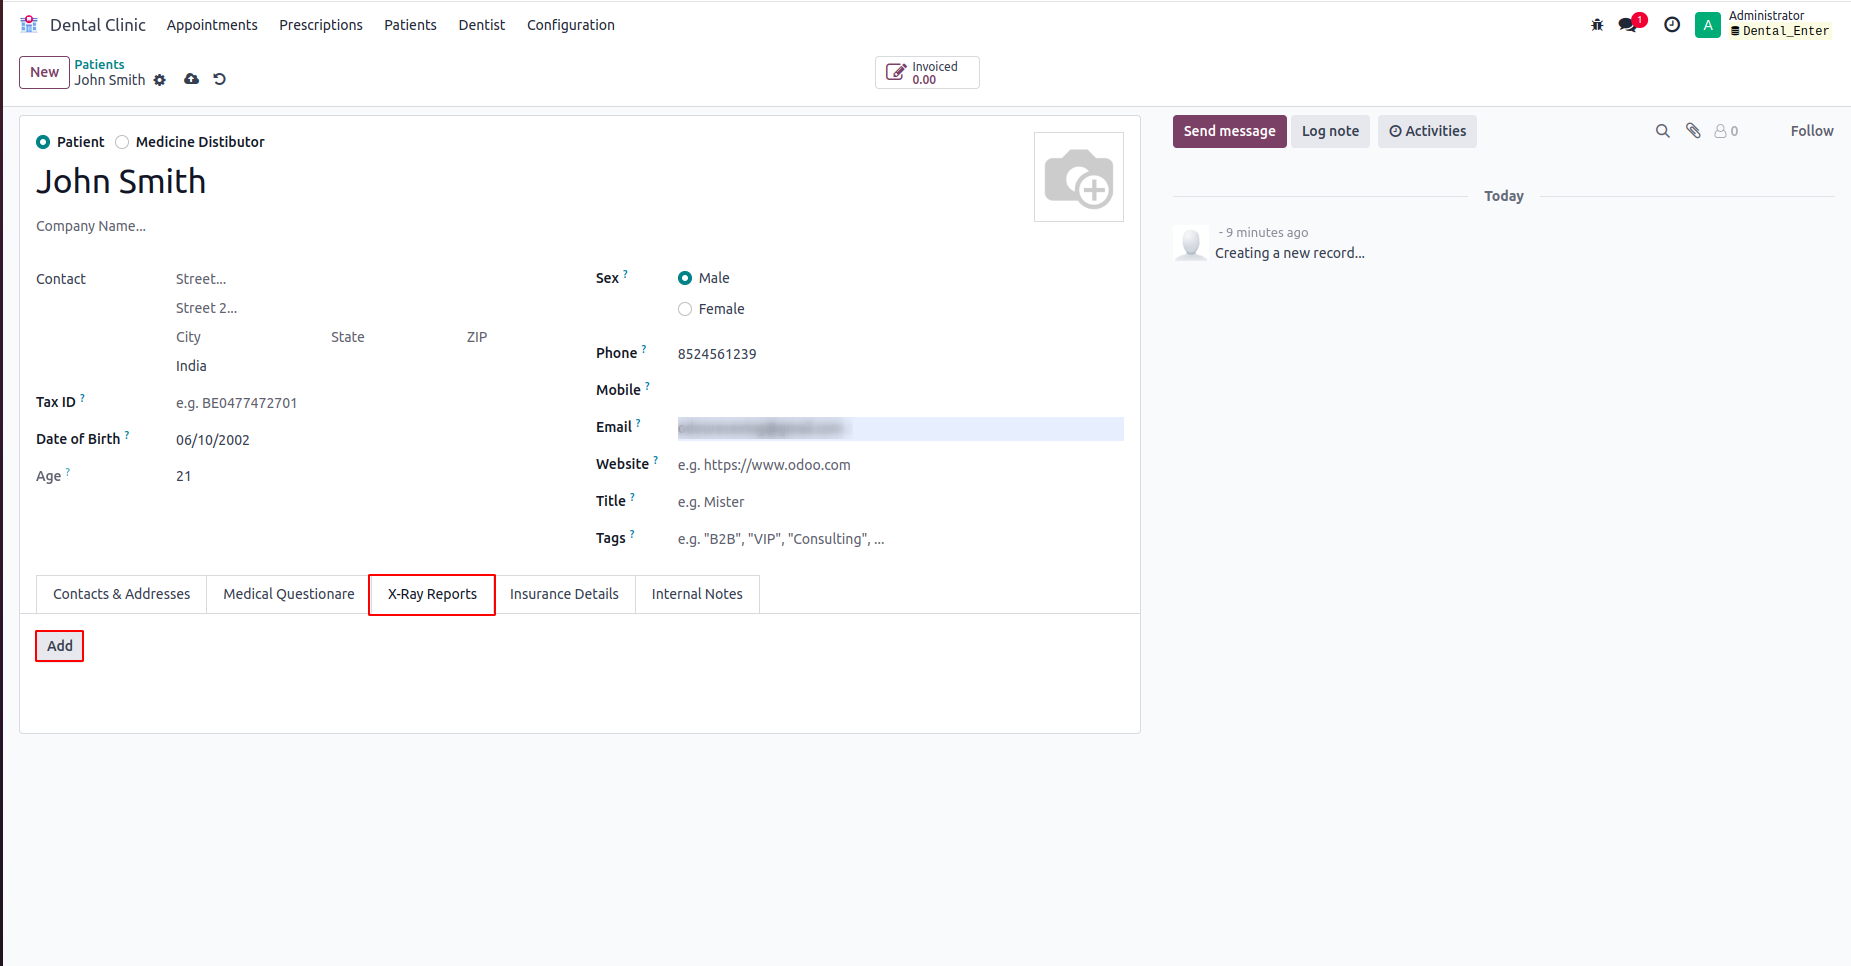 Dental Clinic Appointments Prescriptions Patients Dentist Configuration
1
A
Administrator
Dental_Enter
New
Patients
John Smith
Invoiced
0.00
Patient Medicine Distibutor
John Smith
Company Name...
Contact
Street...
Street 2...
City State ZIP
India
Tax ID ? e.g. BE0477472701
Date of Birth ? 06/10/2002
Age ? 21
Sex ? Male
Female
Phone ? 8524561239
Mobile ?
Email ?
Website ? e.g. https://www.odoo.com
Title ? e.g. Mister
Tags ? e.g. "B2B", "VIP", "Consulting", ...
Contacts & Addresses Medical Questionare X-Ray Reports Insurance Details Internal Notes
Add
Send message Log note Activities 0 Follow
Today
- 9 minutes ago
Creating a new record...